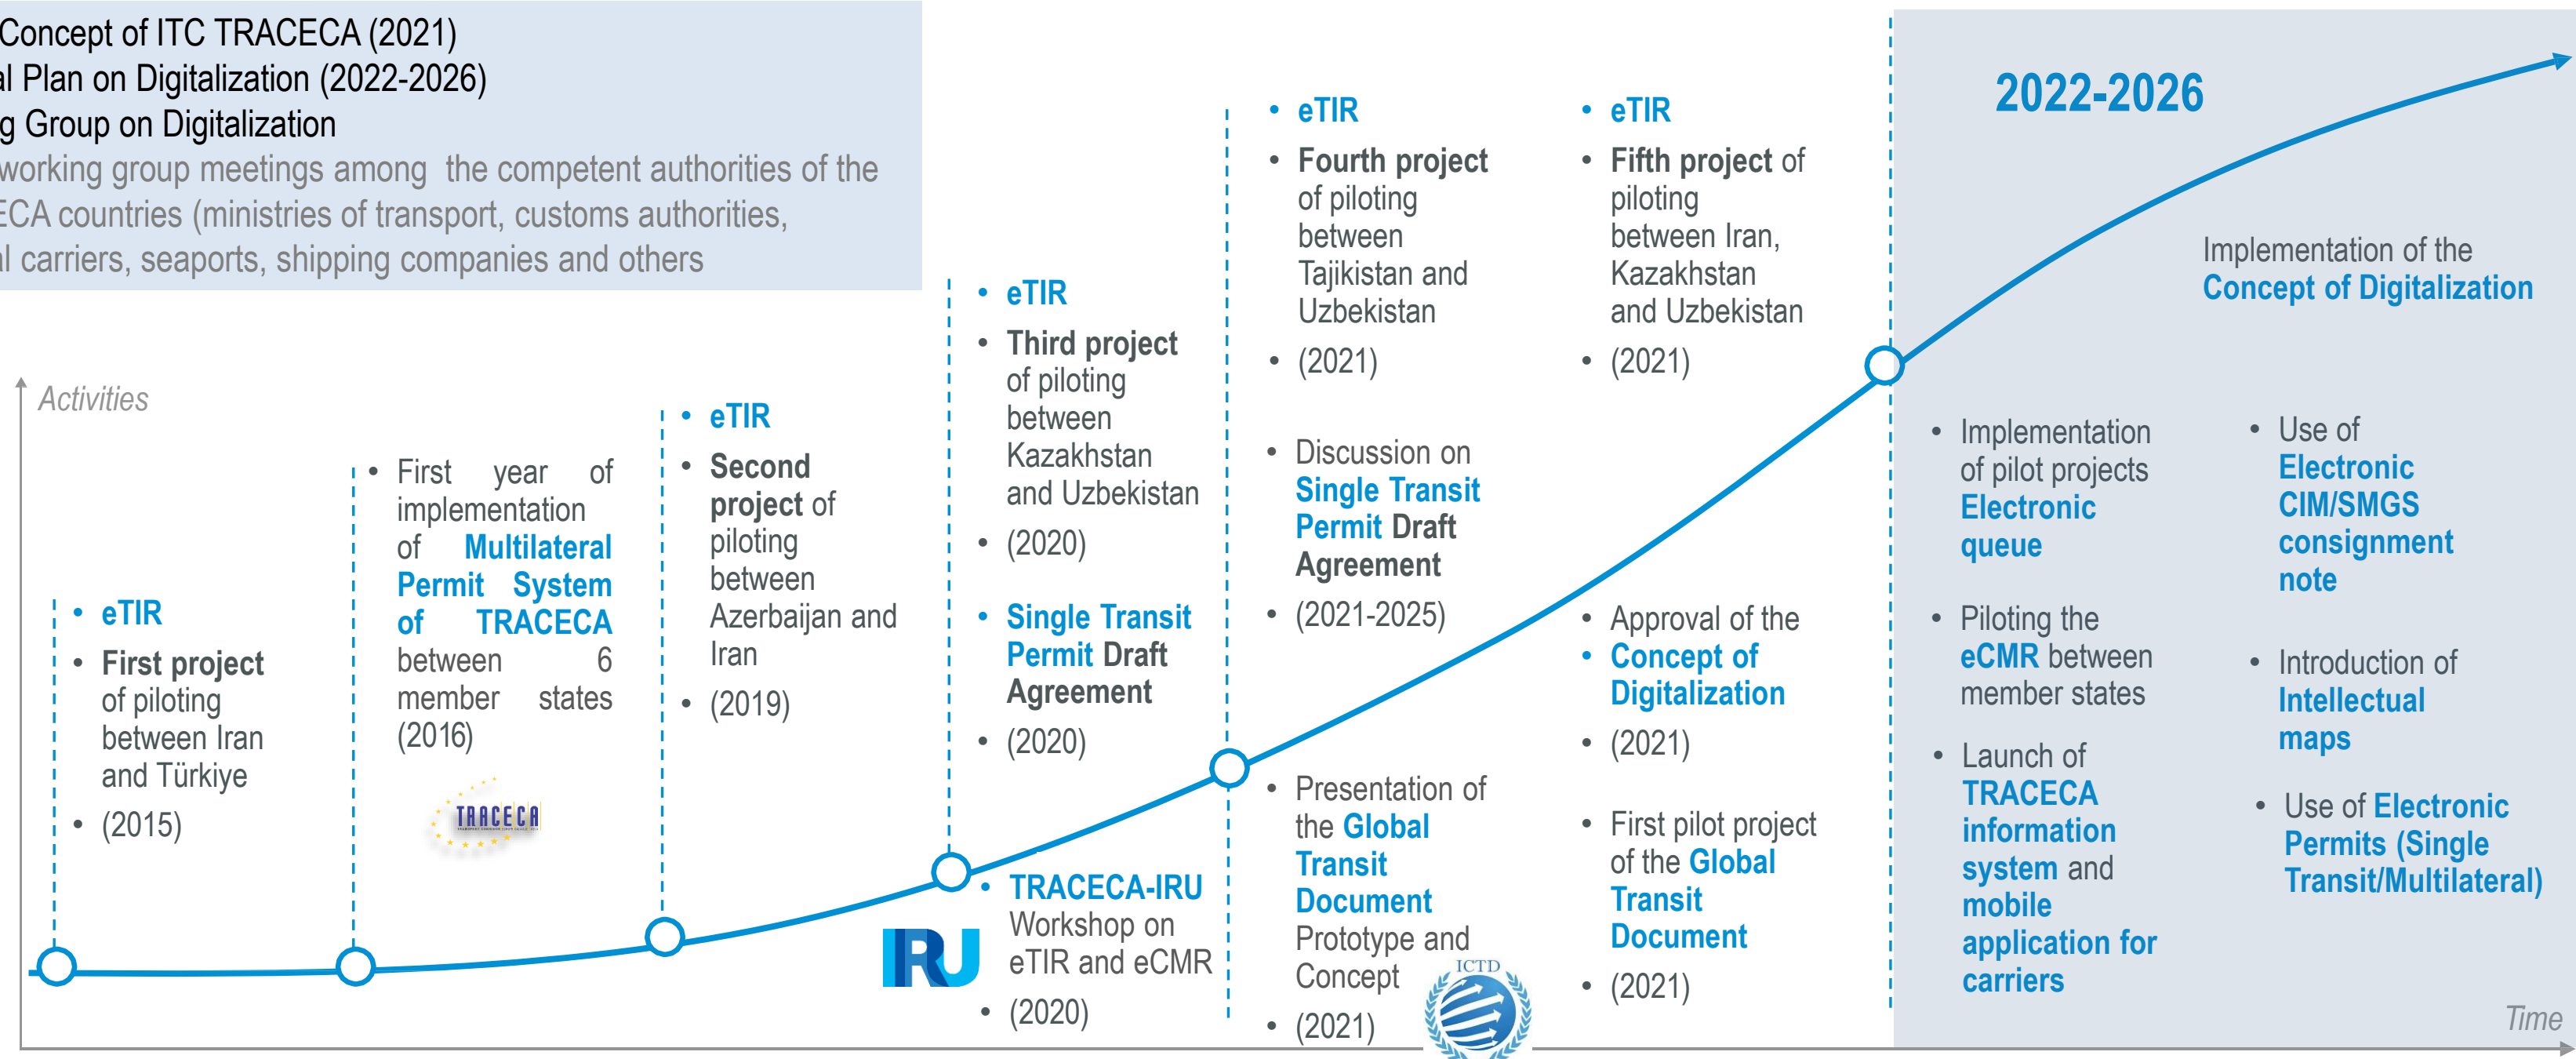 Concept of ITC TRACECA (2021)
al Plan on Digitalization (2022-2026)
g Group on Digitalization
working group meetings among the competent authorities of the
ECA countries (ministries of transport, customs authorities,
al carriers, seaports, shipping companies and others
Activities
• eTIR
• First project
of piloting
between Iran
and Türkiye
• (2015)
• First year of
implementation
of Multilateral
Permit System
of TRACECA
between 6
member states
(2016)
TRACECA
• eTIR
• Second
project of
piloting
between
Azerbaijan and
Iran
• (2019)
• eTIR
• Third project
of piloting
between
Kazakhstan
and Uzbekistan
• (2020)
• Single Transit
Permit Draft
Agreement
• (2020)
• TRACECA-IRU
Workshop on
eTIR and eCMR
• (2020)
IRU
• eTIR
• Fourth project
of piloting
between
Tajikistan and
Uzbekistan
• (2021)
• Discussion on
Single Transit
Permit Draft
Agreement
• (2021-2025)
• Presentation of
the Global
Transit
Document
Prototype and
Concept
• (2021)
ICTD
• eTIR
• Fifth project of
piloting
between Iran,
Kazakhstan
and Uzbekistan
• (2021)
• Approval of the
• Concept of
Digitalization
• (2021)
• First pilot project
of the Global
Transit
Document
• (2021)
2022-2026
Implementation of the
Concept of Digitalization
• Implementation
of pilot projects
Electronic
queue
• Piloting the
eCMR between
member states
• Launch of
TRACECA
information
system and
mobile
application for
carriers
• Use of
Electronic
CIM/SMGS
consignment
note
• Introduction of
Intellectual
maps
• Use of Electronic
Permits (Single
Transit/Multilateral)
Time